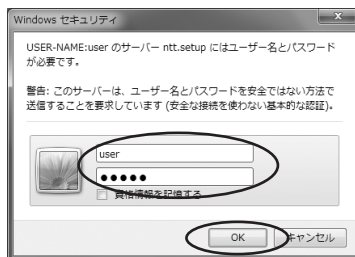 Windows セキュリティ
USER-NAME:user のサーバー ntt.setup にはユーザー名とパスワード
が必要です。
警告: このサーバーは、ユーザー名とパスワードを安全ではない方法で
送信することを要求しています (安全な接続を使わない基本的な認証)。
user
●●●●●
資格情報を記憶する
OK
キャンセル